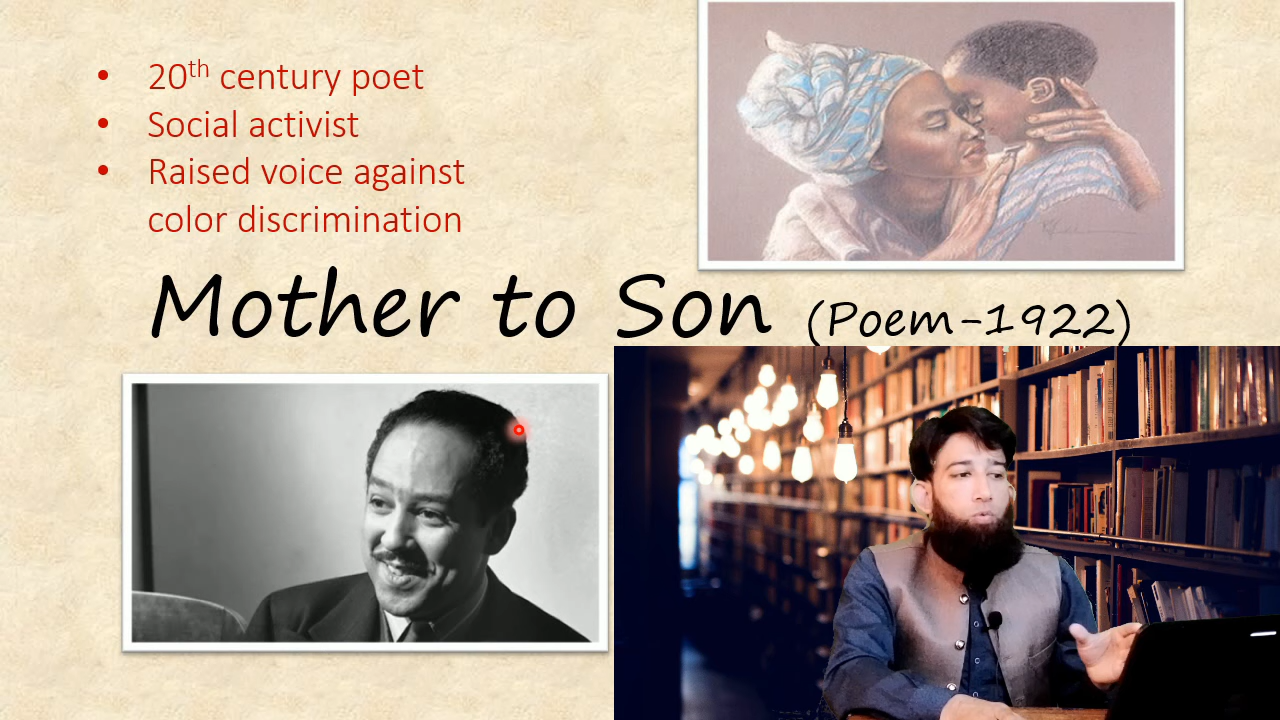 • 20th century poet
• Social activist
• Raised voice against
color discrimination
Mother to Son (Poem-1922)